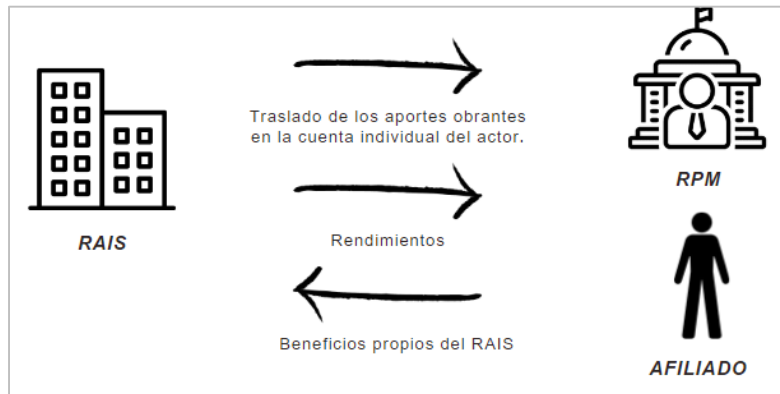 Traslado de los aportes obrantes
en la cuenta individual del actor.
RPM
RAIS
Rendimientos
Beneficios propios del RAIS
AFILIADO